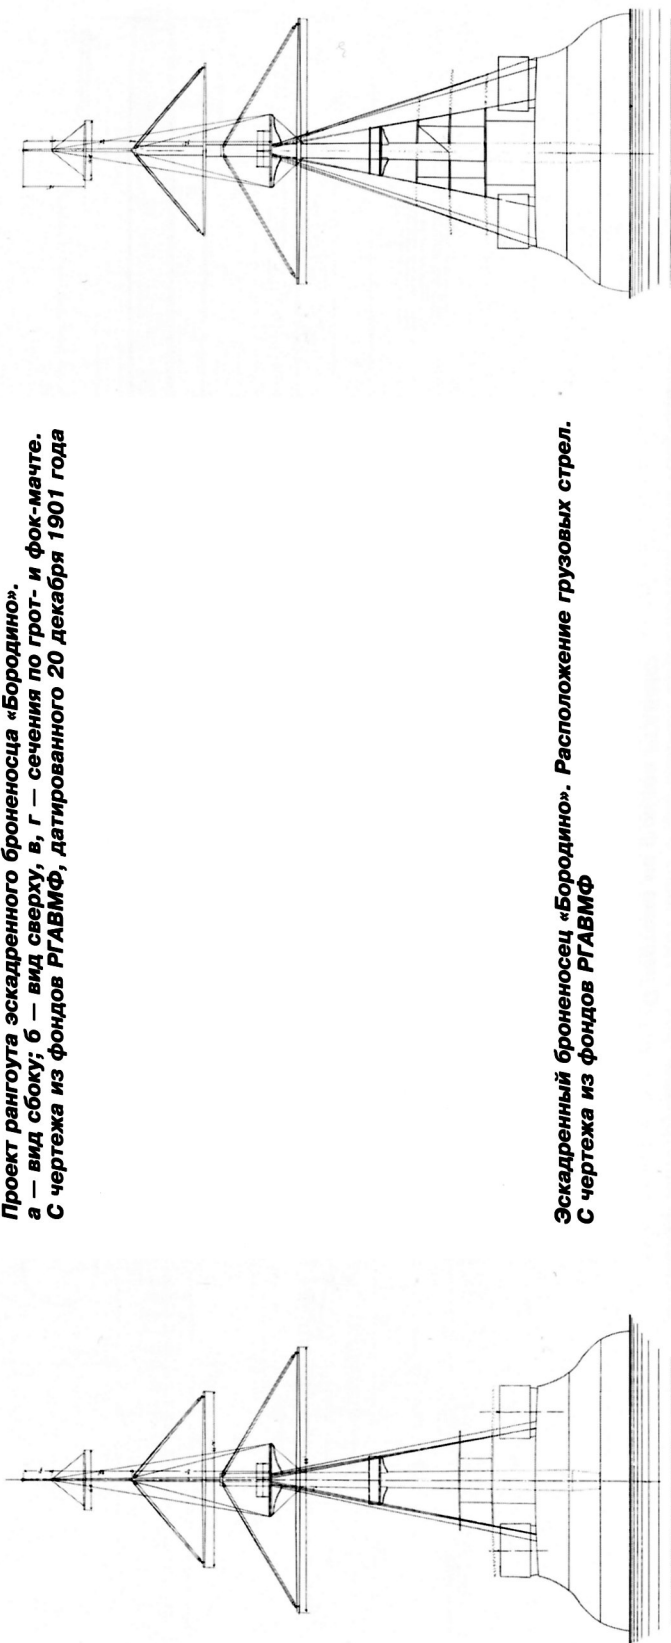 Проект рангоута эскадренного броненосца «Бородино».
а — вид сбоку; б — вид сверху, в, г — сечения по грот- и фок-мачте.
С чертежа из фондов РГАВМФ, датированного 20 декабря 1901 года
Эскадренный броненосец «Бородино». Расположение грузовых стрел.
С чертежа из фондов РГАВМФ